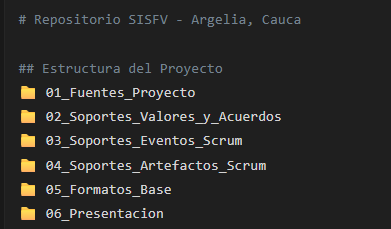 # Repositorio SISFV - Argelia, Cauca
## Estructura del Proyecto
01_Fuentes_Proyecto
02_Soportes_Valores_y_Acuerdos
03_Soportes_Eventos_Scrum
04_Soportes_Artefactos_Scrum
05_Formatos_Base
06_Presentacion